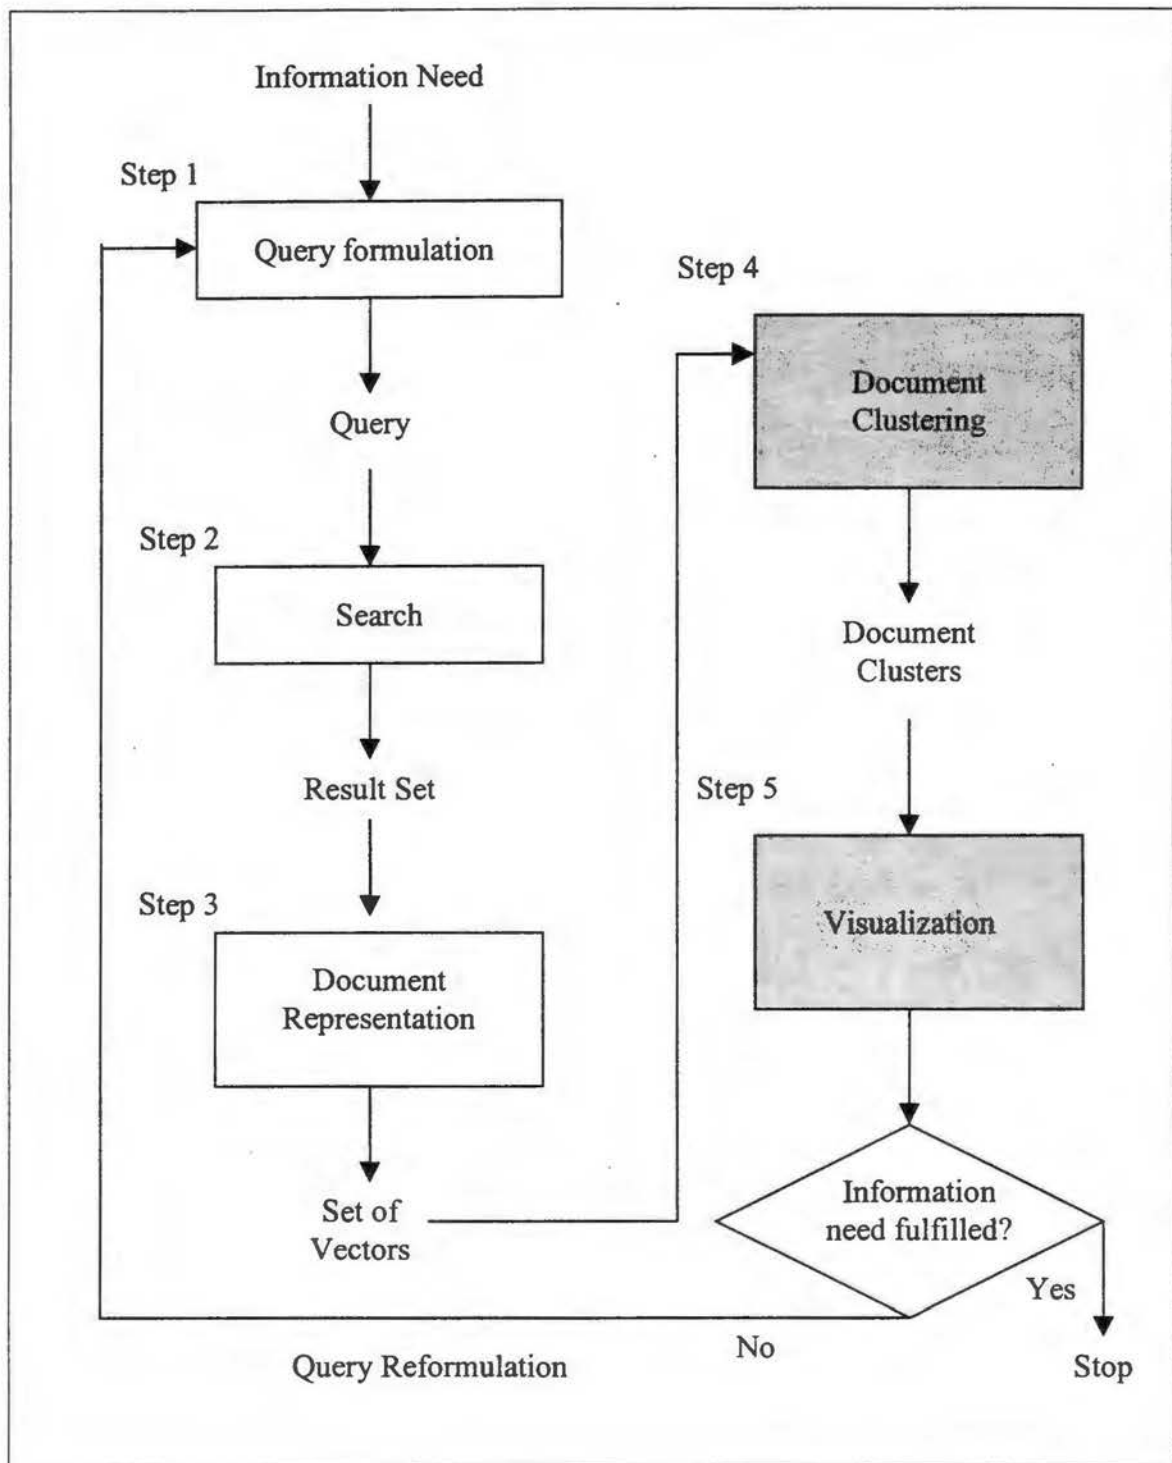 Information Need
Step 1
Query formulation
Query
Step 2
Search
Result Set
Step 3
Document
Representation
Set of
Vectors
Step 4
Document
Clustering
Document
Clusters
Step 5
Visualization
Information
need fulfilled?
Yes
No
Stop
Query Reformulation